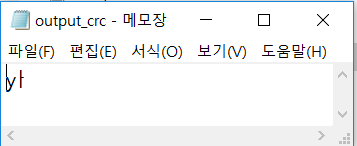 output_crc - 메모장
파일(F) 편집(E) 서식(O) 보기(V) 도움말(H)
yㅏ